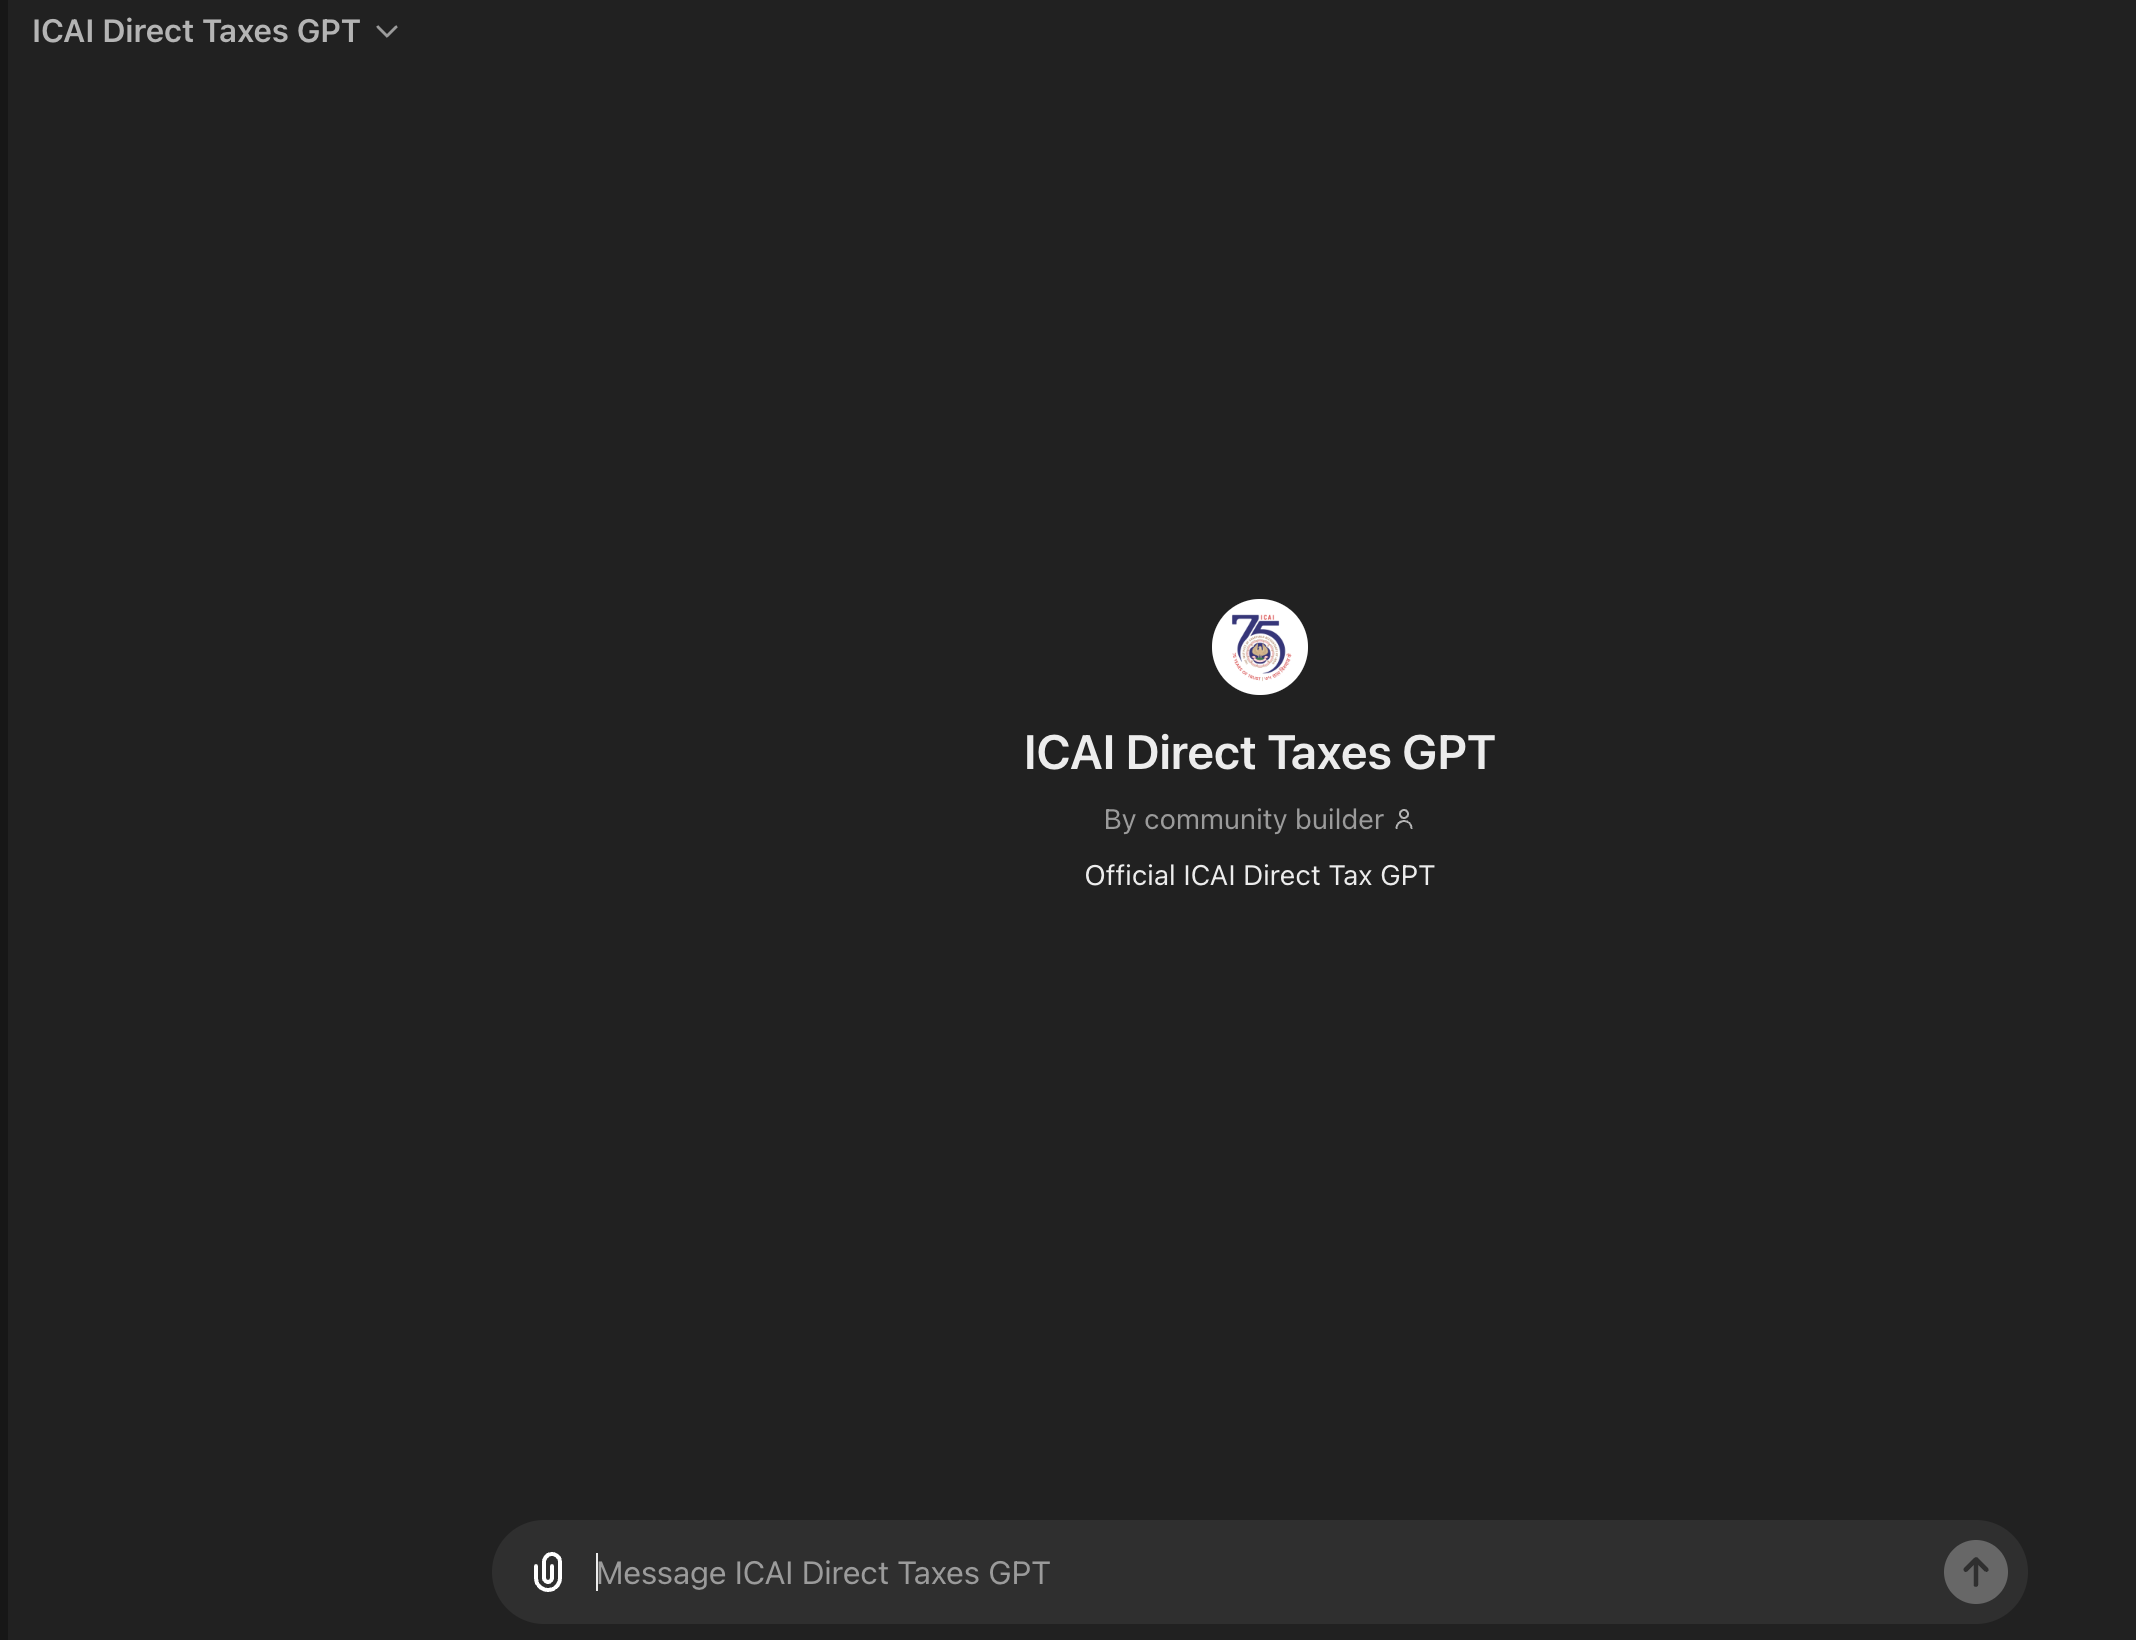 ICAI Direct Taxes GPT
ICAI
75
ICAI Direct Taxes GPT
By community builder
Official ICAI Direct Tax GPT
Message ICAI Direct Taxes GPT